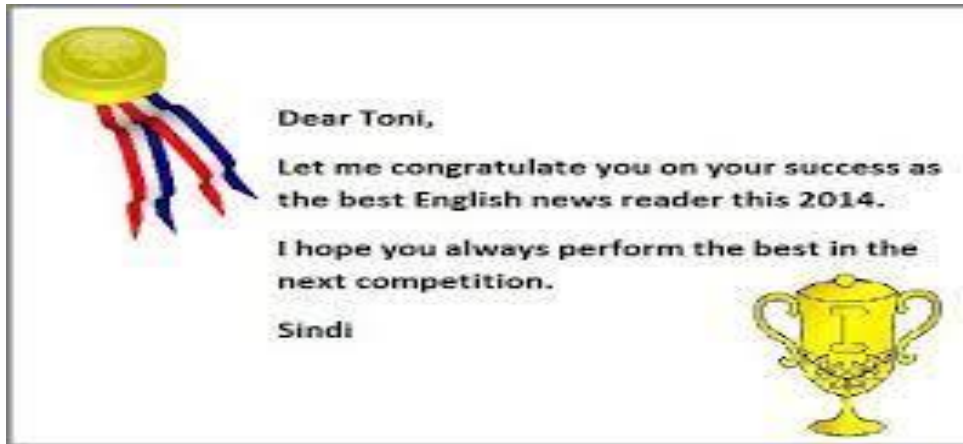 Dear Toni,
Let me congratulate you on your success as
the best English news reader this 2014.
I hope you always perform the best in the
next competition.
Sindi